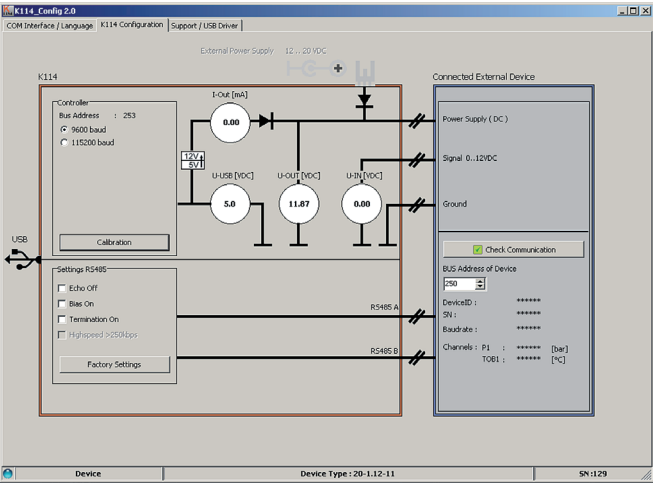 K114_Config 2.0
COM Interface / Language
K114 Configuration
Support / USB Driver
External Power Supply 12 ... 20 VDC
K114
Connected External Device
Controller
Bus Address : 253
9600 baud
115200 baud
Calibration
I-Out [mA]
0.00
12V
5V
U-USB [VDC]
U-OUT [VDC]
U-IN [VDC]
5.0
11.87
0.00
Power Supply ( DC )
Signal 0..12VDC
Ground
USB
Settings RS485
Echo Off
Bias On
Termination On
Highspeed >250kbps
Factory Settings
RS485 A
RS485 B
Check Communication
BUS Address of Device
250
DeviceID : ******
SN : ******
Baudrate : ******
Channels : P1 : ****** [bar]
TOB1 : ****** [°C]
Device
Device Type : 20-1.12-11
SN :129